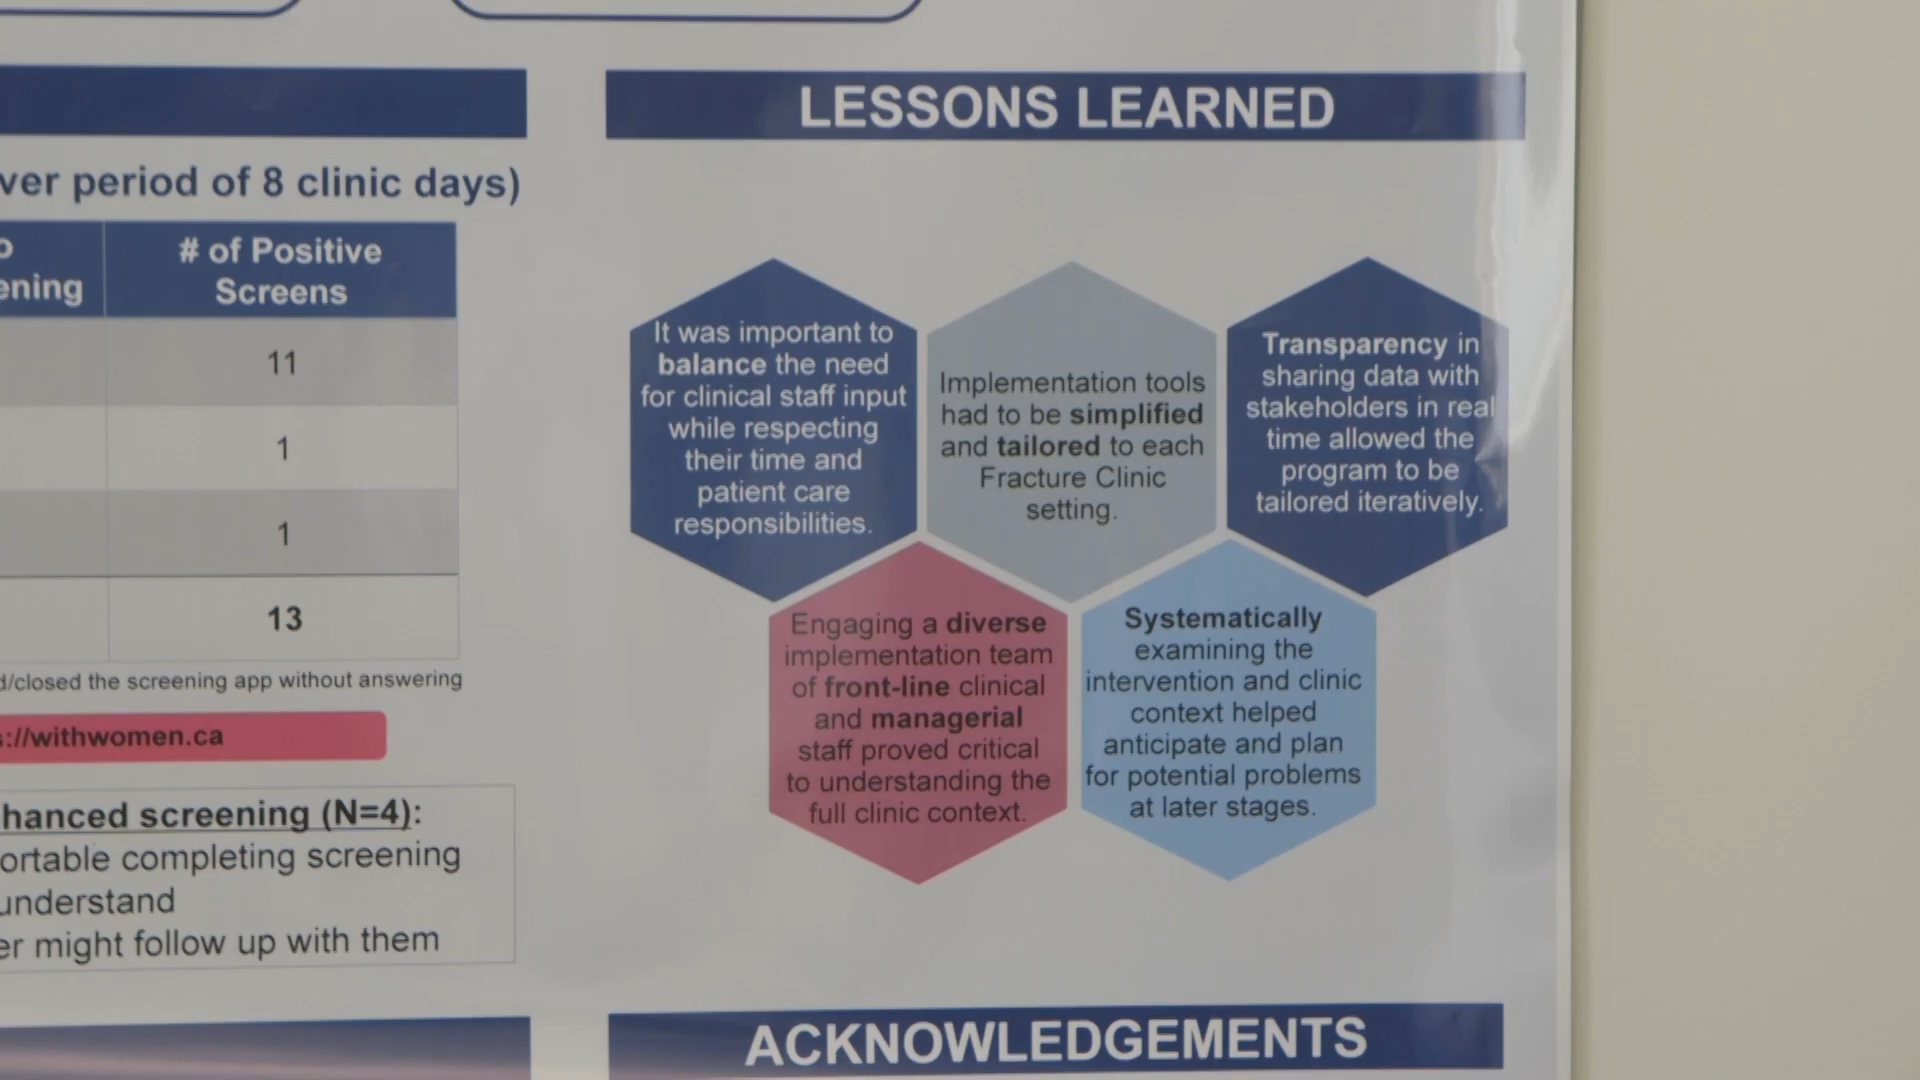 ver period of 8 clinic days)
# of Positive
ening
Screens
11
1
1
13
d/closed the screening app without answering
s://withwomen.ca
hanced screening (N=4):
ortable completing screening
understand
er might follow up with them
LESSONS LEARNED
It was important to
balance the need
for clinical staff input
while respecting
their time and
patient care
responsibilities.
Implementation tools
had to be simplified
and tailored to each
Fracture Clinic
setting.
Transparency in
sharing data with
stakeholders in real
time allowed the
program to be
tailored iteratively.
Engaging a diverse
implementation team
of front-line clinical
and managerial
staff proved critical
to understanding the
full clinic context.
Systematically
examining the
intervention and clinic
context helped
anticipate and plan
for potential problems
at later stages.
ACKNOWLEDGEMENTS